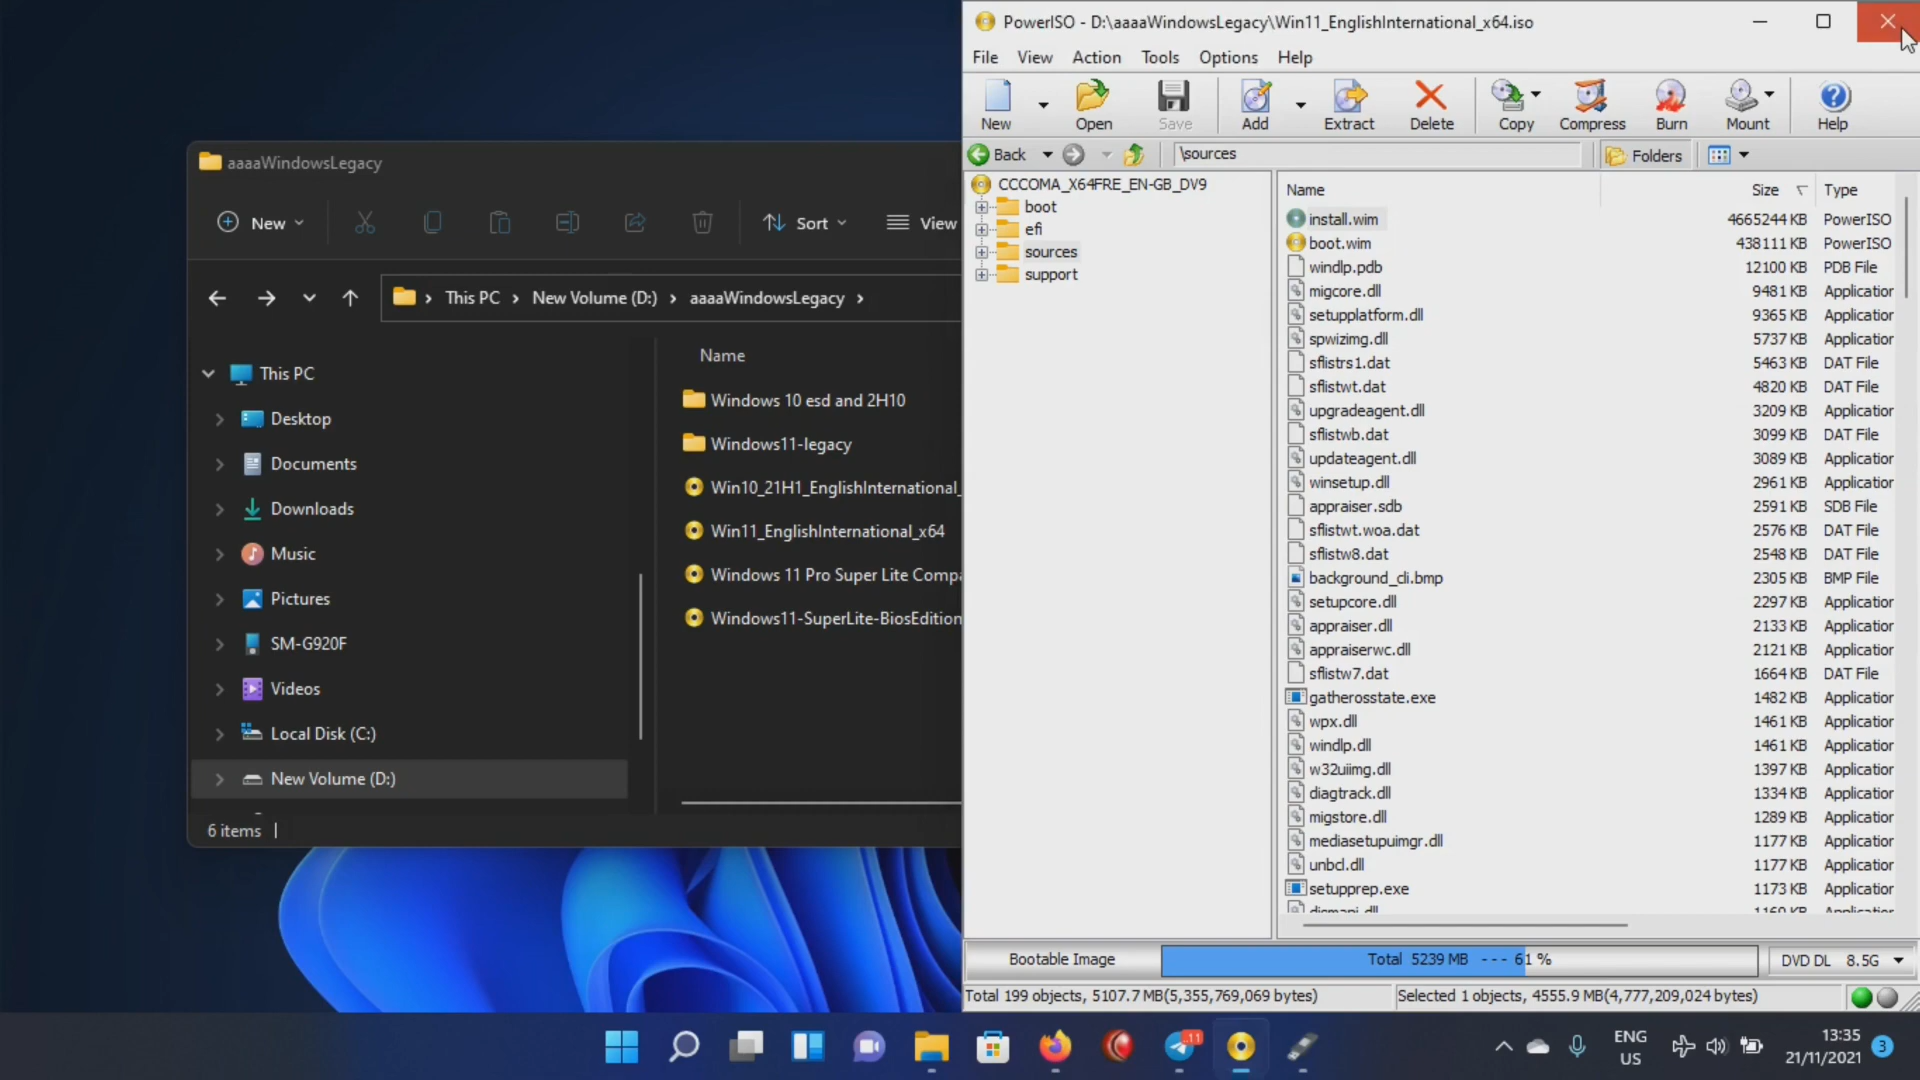 aaaaWindowsLegacy
New
Sort
View
This PC
New Volume (D:)
aaaaWindowsLegacy
This PC
Desktop
Documents
Downloads
Music
Pictures
SM-G920F
Videos
Local Disk (C:)
New Volume (D:)
Name
Windows 10 esd and 2H10
Windows11-legacy
Win10_21H1_EnglishInternational_
Win11_EnglishInternational_x64
Windows 11 Pro Super Lite Compa
Windows11-SuperLite-BiosEdition
6 items
PowerISO - D:\aaaaWindowsLegacy\Win11_EnglishInternational_x64.iso
File View Action Tools Options Help
New Open Save Add Extract Delete Copy Compress Burn Mount Help
Back \sources Folders
CCCOMA_X64FRE_EN-GB_DV9
boot
efi
sources
support
Name Size Type
install.wim 4665244 KB PowerISO
boot.wim 438111 KB PowerISO
windlp.pdb 12100 KB PDB File
migcore.dll 9481 KB Application
setupplatform.dll 9365 KB Application
spwizimg.dll 5737 KB Application
sflistrs1.dat 5463 KB DAT File
sflistwt.dat 4820 KB DAT File
upgradeagent.dll 3209 KB Application
sflistwb.dat 3099 KB DAT File
updateagent.dll 3089 KB Application
winsetup.dll 2961 KB Application
appraiser.sdb 2591 KB SDB File
sflistwt.woa.dat 2576 KB DAT File
sflistw8.dat 2548 KB DAT File
background_cli.bmp 2305 KB BMP File
setupcore.dll 2297 KB Application
appraiser.dll 2133 KB Application
appraiserwc.dll 2121 KB Application
sflistw7.dat 1664 KB DAT File
gatherosstate.exe 1482 KB Application
wpx.dll 1461 KB Application
windlp.dll 1461 KB Application
w32uiimg.dll 1397 KB Application
diagtrack.dll 1334 KB Application
migstore.dll 1289 KB Application
mediasetupuimgr.dll 1177 KB Application
unbcl.dll 1177 KB Application
setupprep.exe 1173 KB Application
Bootable Image Total 5239 MB --- 61 % DVD DL 8.5G
Total 199 objects, 5107.7 MB(5,355,769,069 bytes) Selected 1 objects, 4555.9 MB(4,777,209,024 bytes)
11
ENG
US
13:35
21/11/2021
3